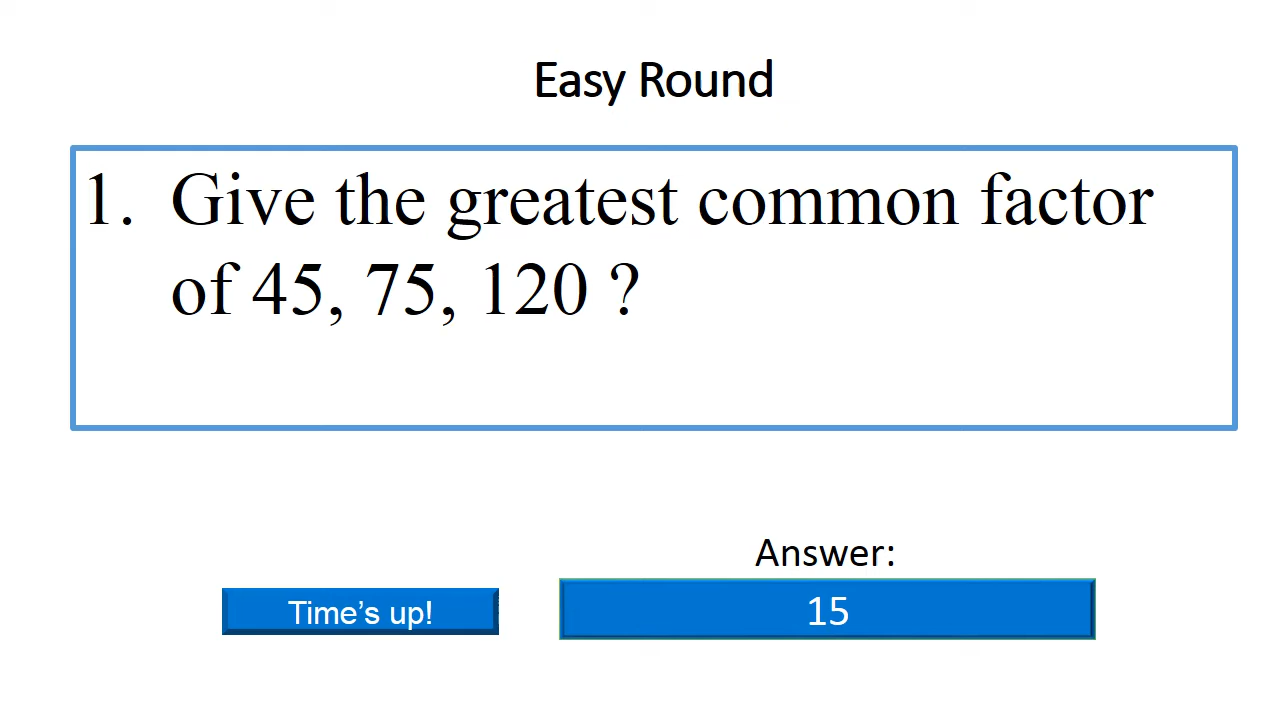 Easy Round
1. Give the greatest common factor
of 45, 75, 120 ?
Answer:
Time’s up!
15